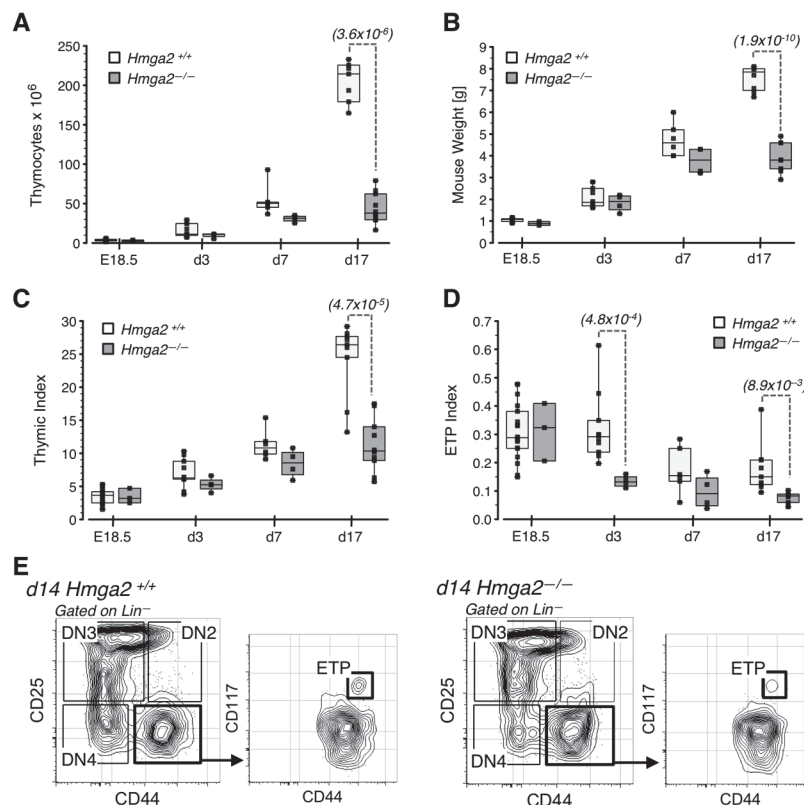 A
Thymocytes x 10⁶
250
200
150
100
50
0
Hmga2 +/+
Hmga2−/−
(3.6x10-6)
E18.5 d3 d7 d17
B
Mouse Weight [g]
9
8
7
6
5
4
3
2
1
0
Hmga2 +/+
Hmga2−/−
(1.9x10-10)
E18.5 d3 d7 d17
C
Thymic Index
30
25
20
15
10
5
0
Hmga2 +/+
Hmga2−/−
(4.7x10-5)
E18.5 d3 d7 d17
D
ETP Index
0.7
0.6
0.5
0.4
0.3
0.2
0.1
0.0
(4.8x10-4)
Hmga2 +/+
Hmga2−/−
(8.9x10-3)
E18.5 d3 d7 d17
E
d14 Hmga2 +/+
Gated on Lin−
DN3 DN2
DN4
CD25
CD44
ETP
CD117
CD44
d14 Hmga2−/−
Gated on Lin−
DN3 DN2
DN4
CD25
CD44
ETP
CD117
CD44